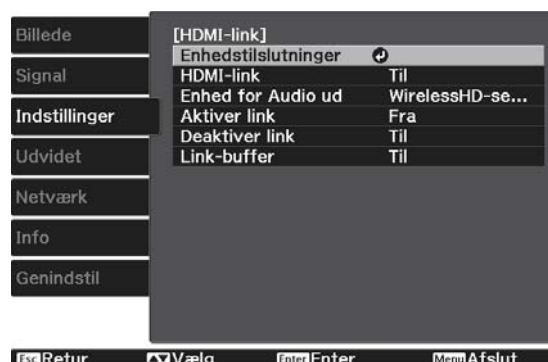 Billede
Signal
Indstillinger
Udvidet
Netværk
Info
Genindstil
[HDMI-link]
Enhedstilslutninger
HDMI-link Til
Enhed for Audio ud WirelessHD-se...
Aktiver link Fra
Deaktiver link Til
Link-buffer Til
Esc Retur Vælg Enter Enter Menu Afslut